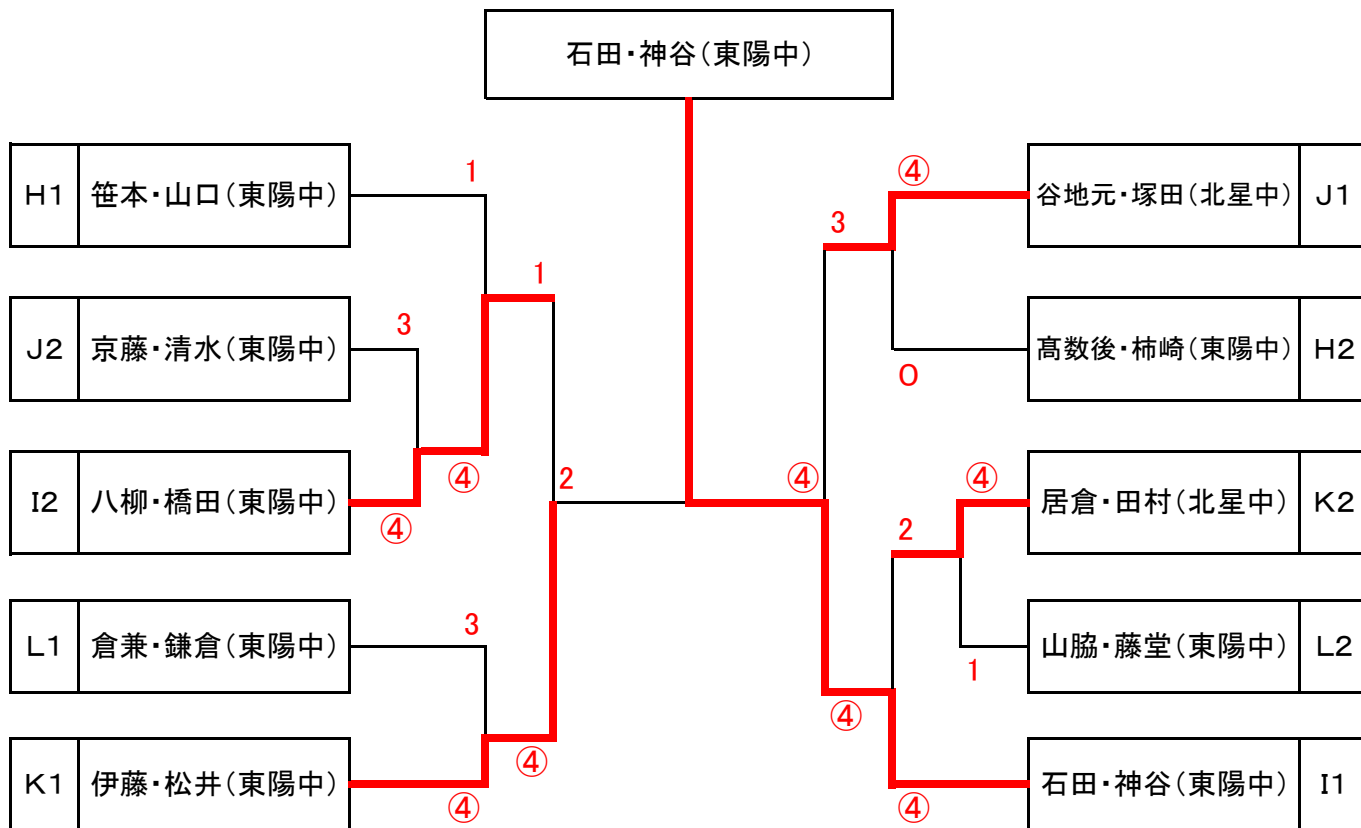 石田・神谷(東陽中)
H1 笹本・山口(東陽中)
1
④
谷地元・塚田(北星中) J1
3
1
J2 京藤・清水(東陽中)
3
髙数後・柿崎(東陽中) H2
0
I2 八柳・橋田(東陽中)
④
④
2
④
④
居倉・田村(北星中) K2
2
L1 倉兼・鎌倉(東陽中)
3
山脇・藤堂(東陽中) L2
1
④
④
K1 伊藤・松井(東陽中)
④
④
石田・神谷(東陽中) I1